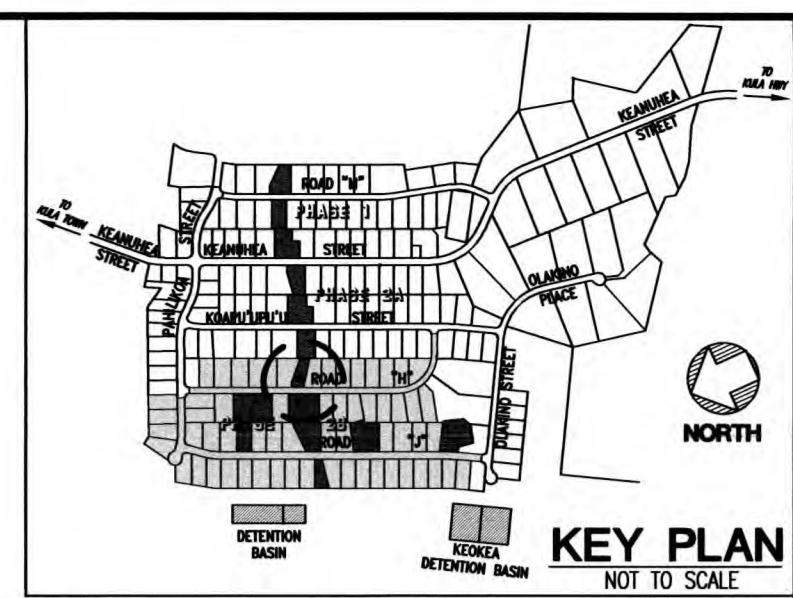 TO
KULA HWY
KEANUHEA
STREET
ROAD "M"
PHASE 1
TO
KULA TOWN
KEANUHEA
STREET
STREET
KEANUHEA STREET
OLAKINO
PLACE
PHASE 2A
KOAPU'UPU'U STREET
ROAD "H"
STREET
PHASE 2B
ROAD "J"
NORTH
DETENTION
BASIN
KEOKEA
DETENTION BASIN
KEY PLAN
NOT TO SCALE